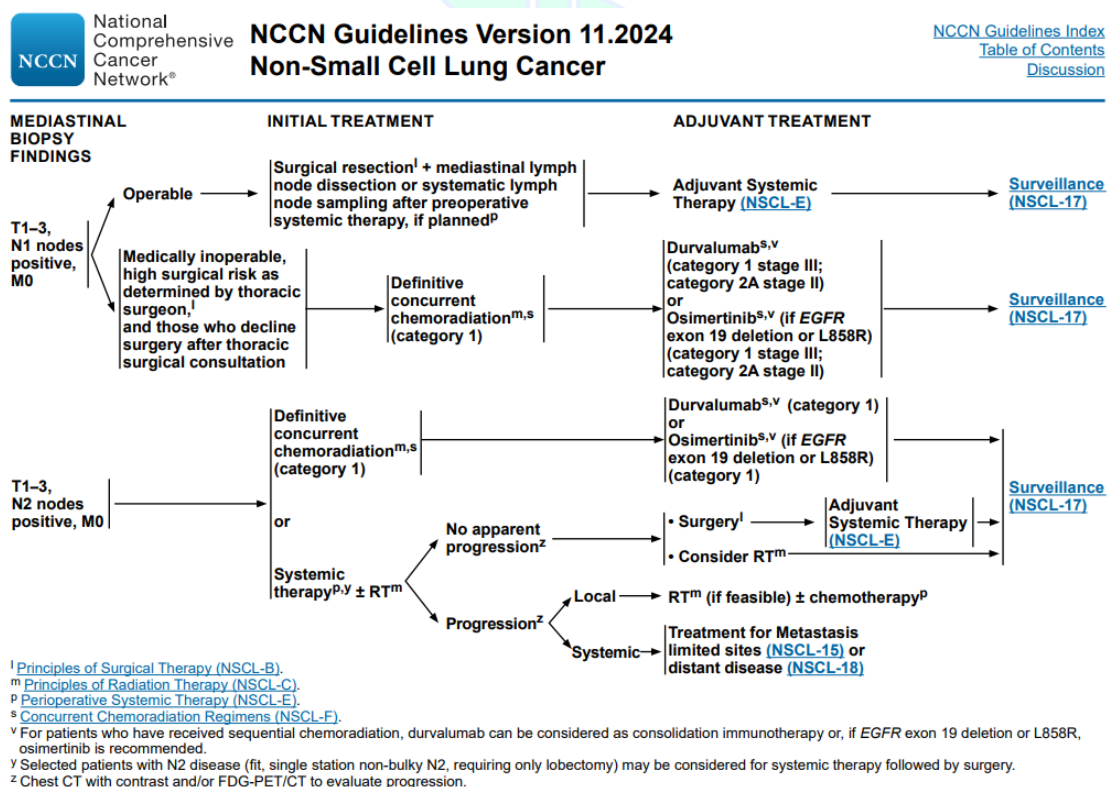 National
Comprehensive
Cancer
Network®
NCCN
NCCN Guidelines Version 11.2024
Non-Small Cell Lung Cancer
NCCN Guidelines Index
Table of Contents
Discussion
MEDIASTINAL
BIOPSY
FINDINGS
INITIAL TREATMENT
ADJUVANT TREATMENT
T1–3,
N1 nodes
positive,
M0
Operable
Surgical resectionl + mediastinal lymph
node dissection or systematic lymph
node sampling after preoperative
systemic therapy, if plannedp
Adjuvant Systemic
Therapy (NSCL-E)
Surveillance
(NSCL-17)
Medically inoperable,
high surgical risk as
determined by thoracic
surgeon,l
and those who decline
surgery after thoracic
surgical consultation
Definitive
concurrent
chemoradiationm,s
(category 1)
Durvalumabs,v
(category 1 stage III;
category 2A stage II)
or
Osimertinibs,v (if EGFR
exon 19 deletion or L858R)
(category 1 stage III;
category 2A stage II)
Surveillance
(NSCL-17)
T1–3,
N2 nodes
positive, M0
Definitive
concurrent
chemoradiationm,s
(category 1)
Durvalumabs,v (category 1)
or
Osimertinibs,v (if EGFR
exon 19 deletion or L858R)
(category 1)
or
Systemic
therapyp,y ± RTm
No apparent
progressionz
• Surgeryl
Adjuvant
Systemic Therapy
(NSCL-E)
• Consider RTm
Surveillance
(NSCL-17)
Progressionz
Local
RTm (if feasible) ± chemotherapyp
Systemic
Treatment for Metastasis
limited sites (NSCL-15) or
distant disease (NSCL-18)
l Principles of Surgical Therapy (NSCL-B).
m Principles of Radiation Therapy (NSCL-C).
p Perioperative Systemic Therapy (NSCL-E).
s Concurrent Chemoradiation Regimens (NSCL-F).
v For patients who have received sequential chemoradiation, durvalumab can be considered as consolidation immunotherapy or, if EGFR exon 19 deletion or L858R,
osimertinib is recommended.
y Selected patients with N2 disease (fit, single station non-bulky N2, requiring only lobectomy) may be considered for systemic therapy followed by surgery.
z Chest CT with contrast and/or FDG-PET/CT to evaluate progression.